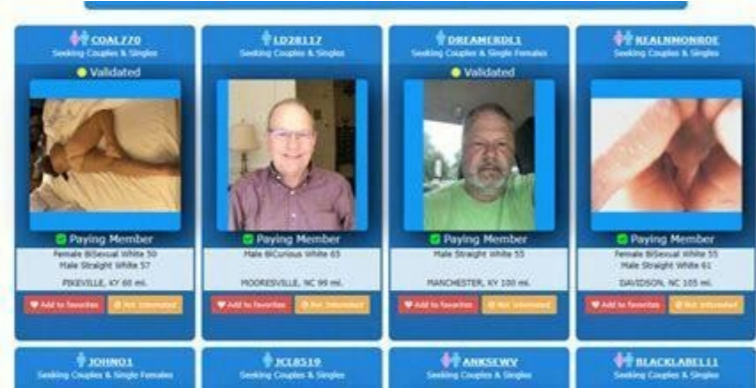 COAL770
Seeking Couples & Singles
Validated
Paying Member
Female BiSexual White 50
Male Straight White 57
PIKEVILLE, KY 60 mi.
Add to favorites
Not Interested
LD28117
Seeking Couples & Singles
Paying Member
Male BiCurious White 65
MOORESVILLE, NC 99 mi.
Add to favorites
Not Interested
DREAMERDL1
Seeking Couples & Single Females
Validated
Paying Member
Male Straight White 55
MANCHESTER, KY 100 mi.
Add to favorites
Not Interested
REALNMONROE
Seeking Couples & Singles
Paying Member
Female BiSexual White 55
Male Straight White 61
DAVIDSON, NC 105 mi.
Add to favorites
Not Interested
JOHNO1
Seeking Couples & Single Females
JCL8519
Seeking Couples & Singles
ANKSEWV
Seeking Couples & Singles
BLACKLABEL11
Seeking Couples & Singles